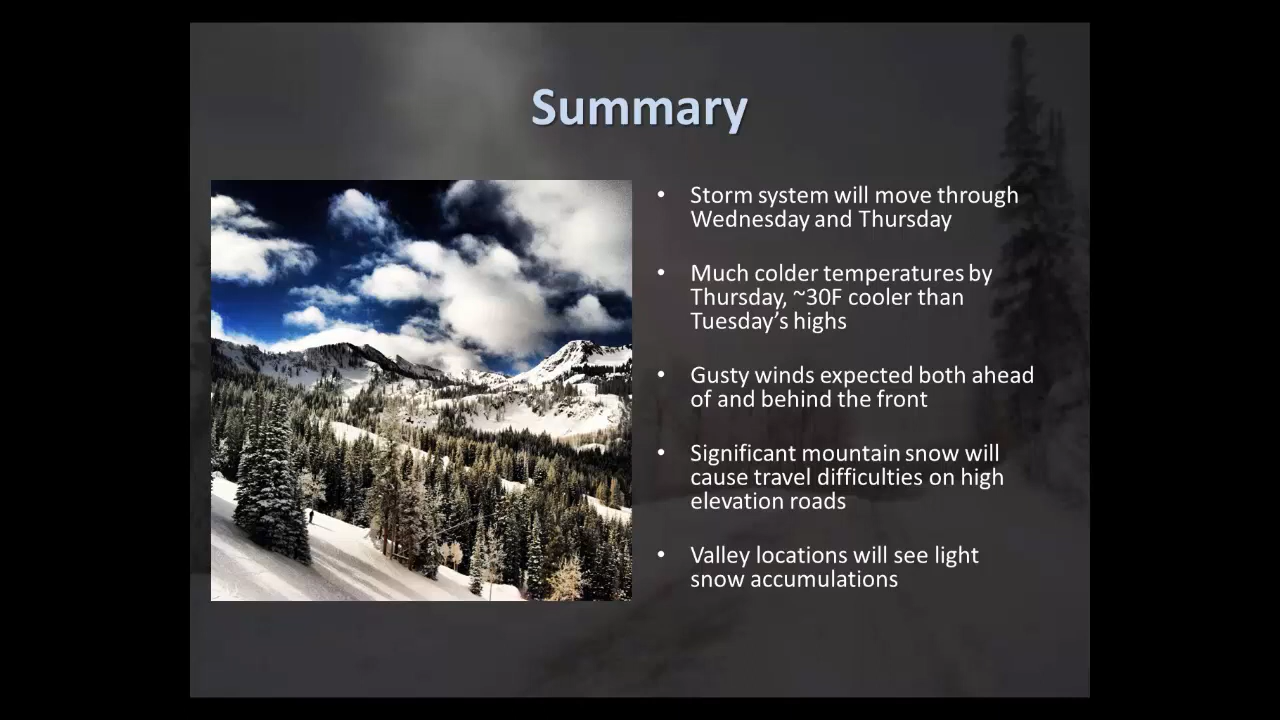 Summary
• Storm system will move through
Wednesday and Thursday
• Much colder temperatures by
Thursday, ~30F cooler than
Tuesday’s highs
• Gusty winds expected both ahead
of and behind the front
• Significant mountain snow will
cause travel difficulties on high
elevation roads
• Valley locations will see light
snow accumulations